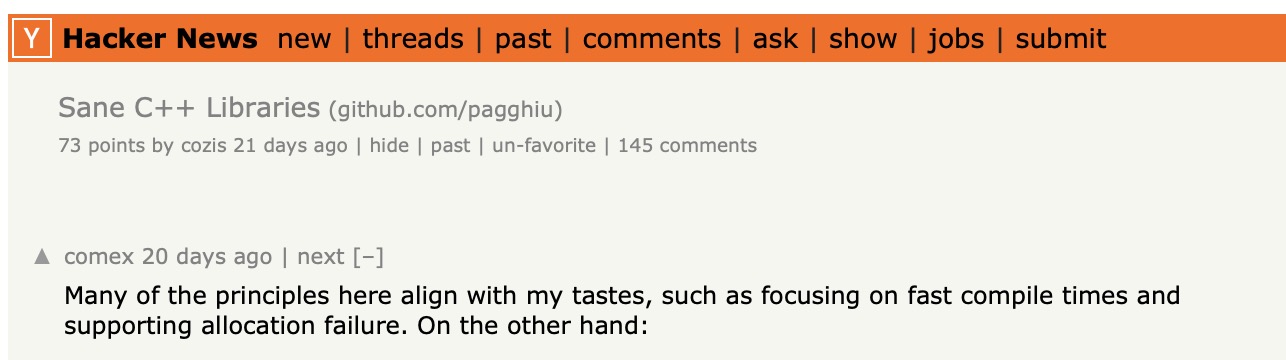 Y Hacker News new | threads | past | comments | ask | show | jobs | submit
Sane C++ Libraries (github.com/pagghiu)
73 points by cozis 21 days ago | hide | past | un-favorite | 145 comments
▲ comex 20 days ago | next [–]
Many of the principles here align with my tastes, such as focusing on fast compile times and
supporting allocation failure. On the other hand: